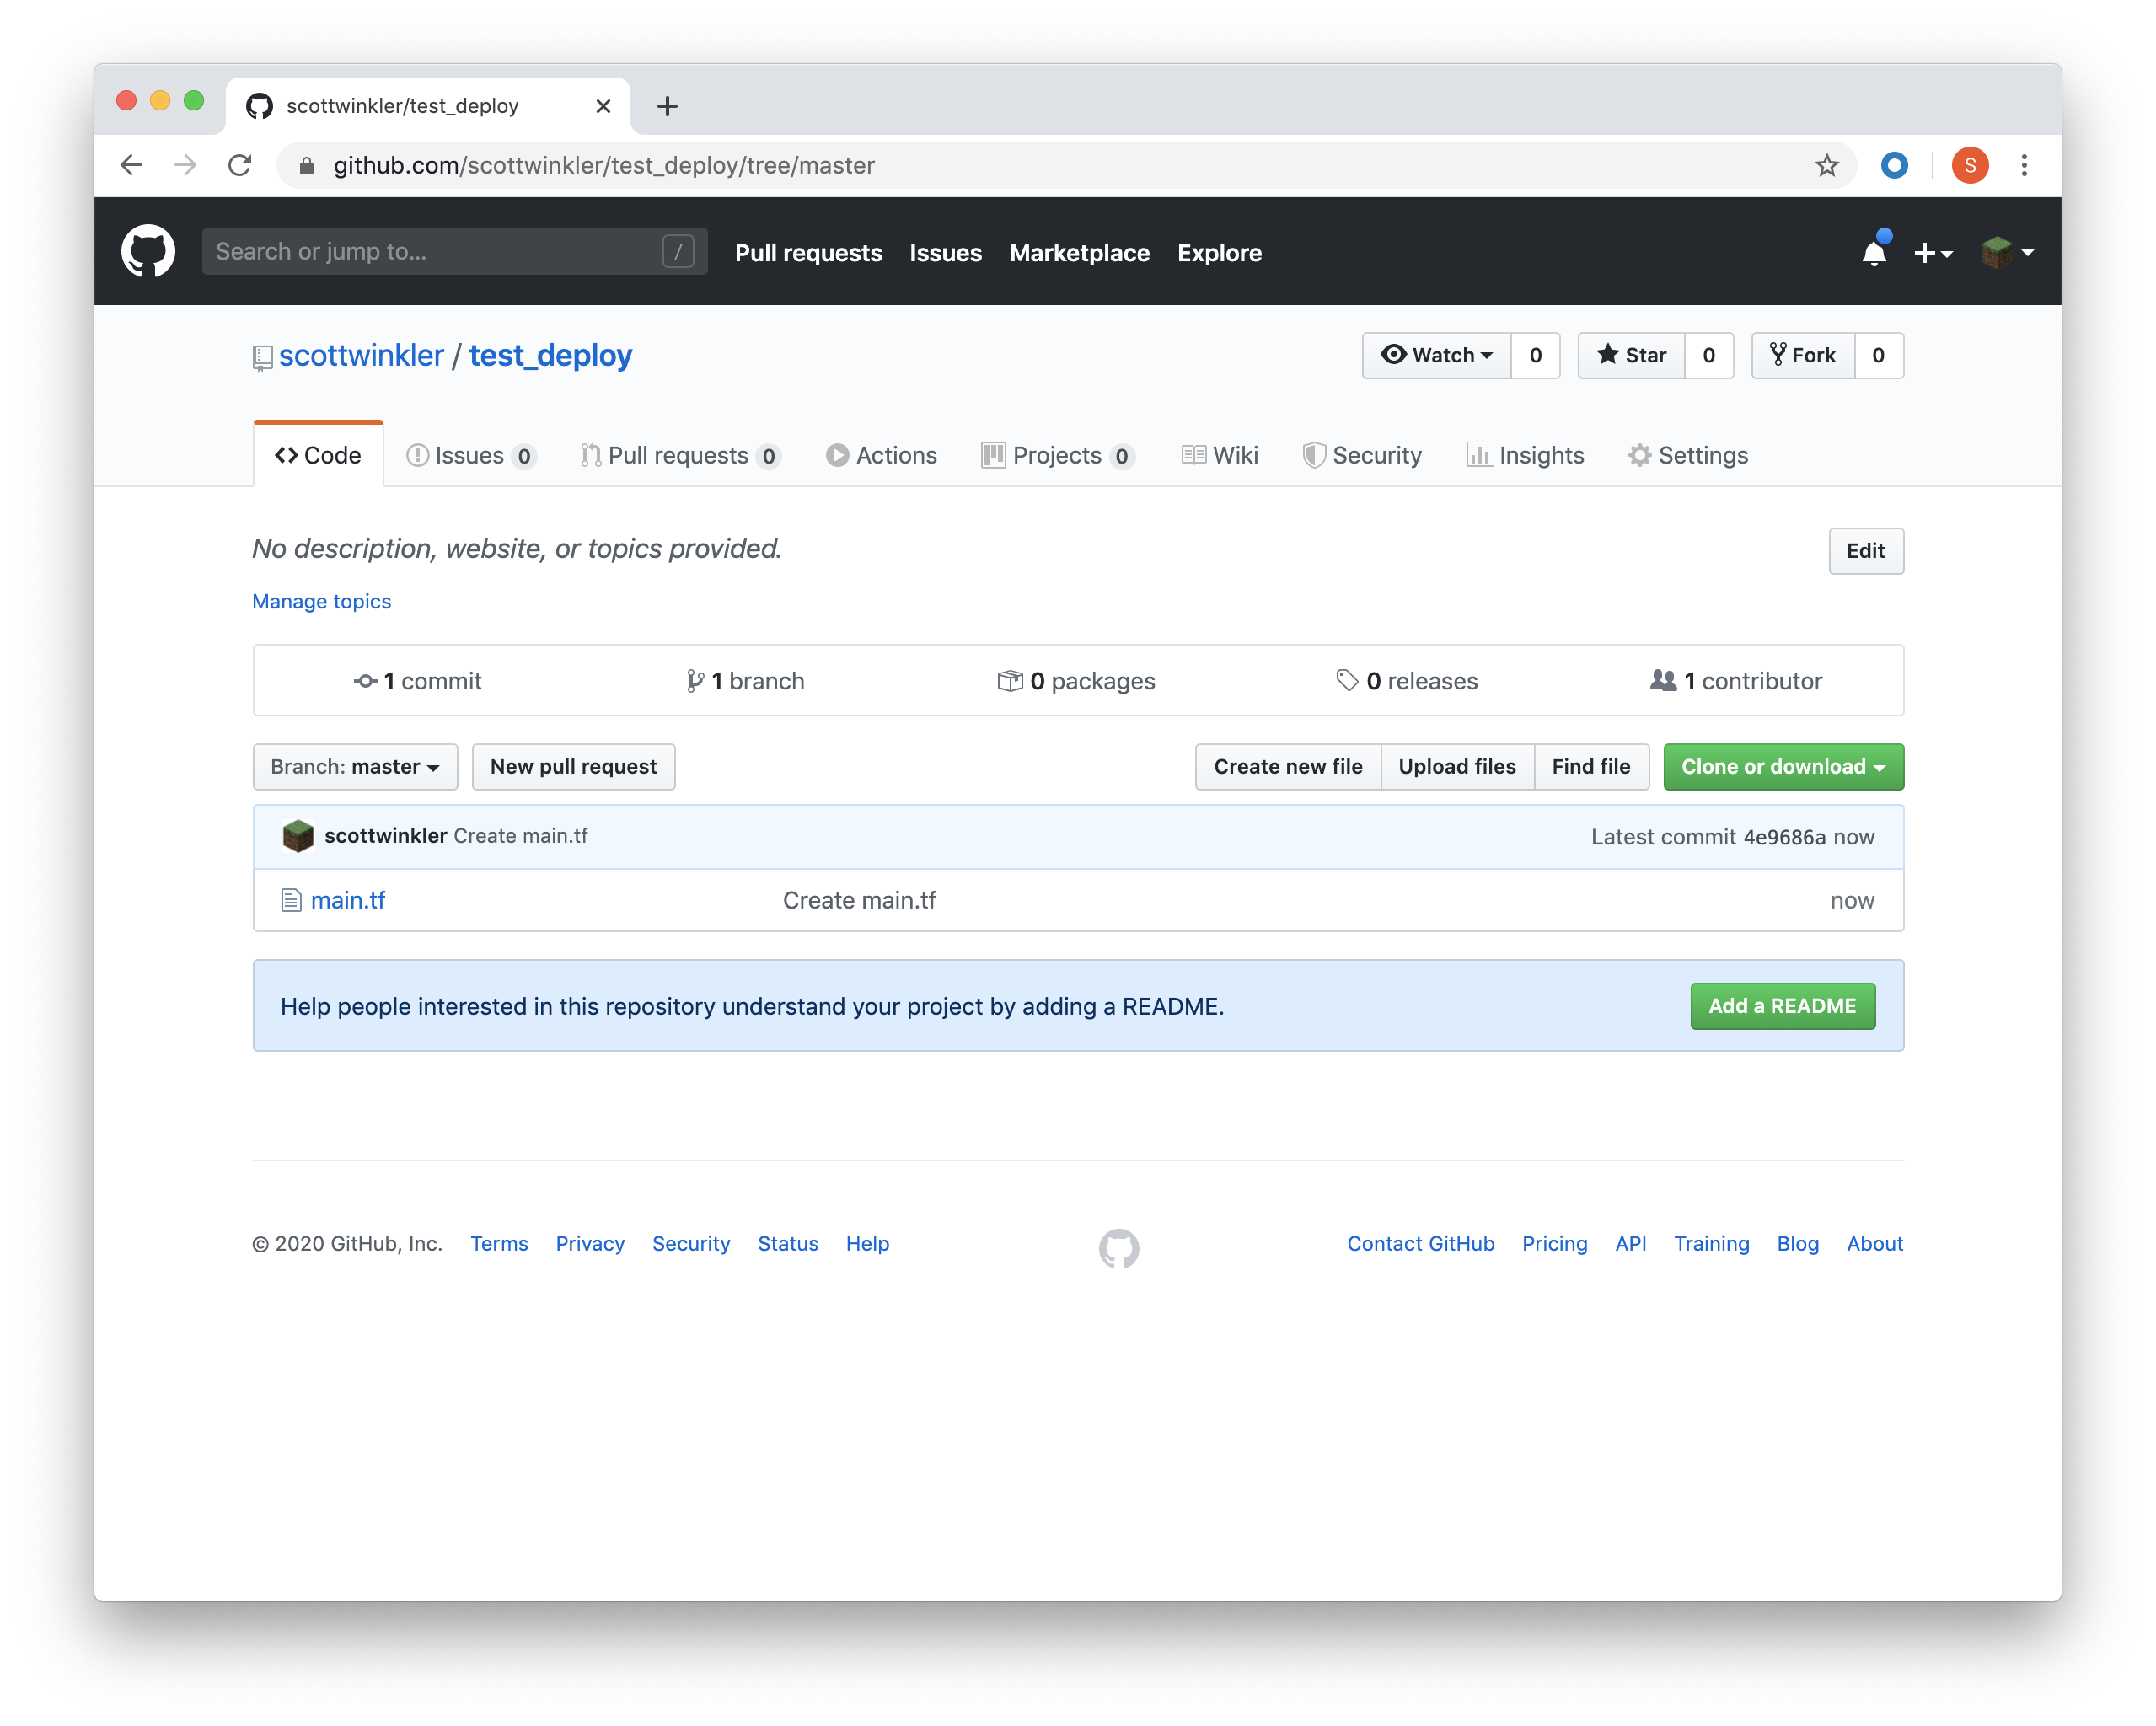 scottwinkler/test_deploy
github.com/scottwinkler/test_deploy/tree/master
S
Search or jump to... / Pull requests Issues Marketplace Explore
scottwinkler / test_deploy Watch 0 Star 0 Fork 0
Code Issues 0 Pull requests 0 Actions Projects 0 Wiki Security Insights Settings
No description, website, or topics provided. Edit
Manage topics
1 commit 1 branch 0 packages 0 releases 1 contributor
Branch: master New pull request Create new file Upload files Find file Clone or download
scottwinkler Create main.tf Latest commit 4e9686a now
main.tf Create main.tf now
Help people interested in this repository understand your project by adding a README. Add a README
© 2020 GitHub, Inc. Terms Privacy Security Status Help Contact GitHub Pricing API Training Blog About